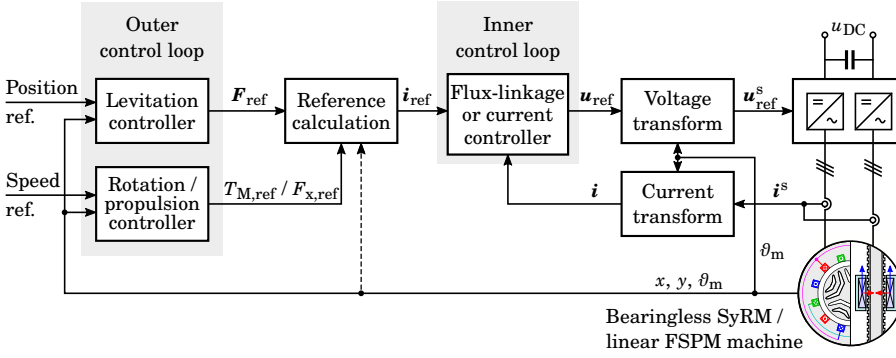 Outer
control loop
Inner
control loop
u_DC
Position
ref.
Levitation
controller
F_ref
Reference
calculation
i_ref
Flux-linkage
or current
controller
u_ref
Voltage
transform
u^s_ref
Speed
ref.
Rotation /
propulsion
controller
T_M,ref / F_x,ref
i
Current
transform
i^s
ϑ_m
x, y, ϑ_m
Bearingless SyRM /
linear FSPM machine